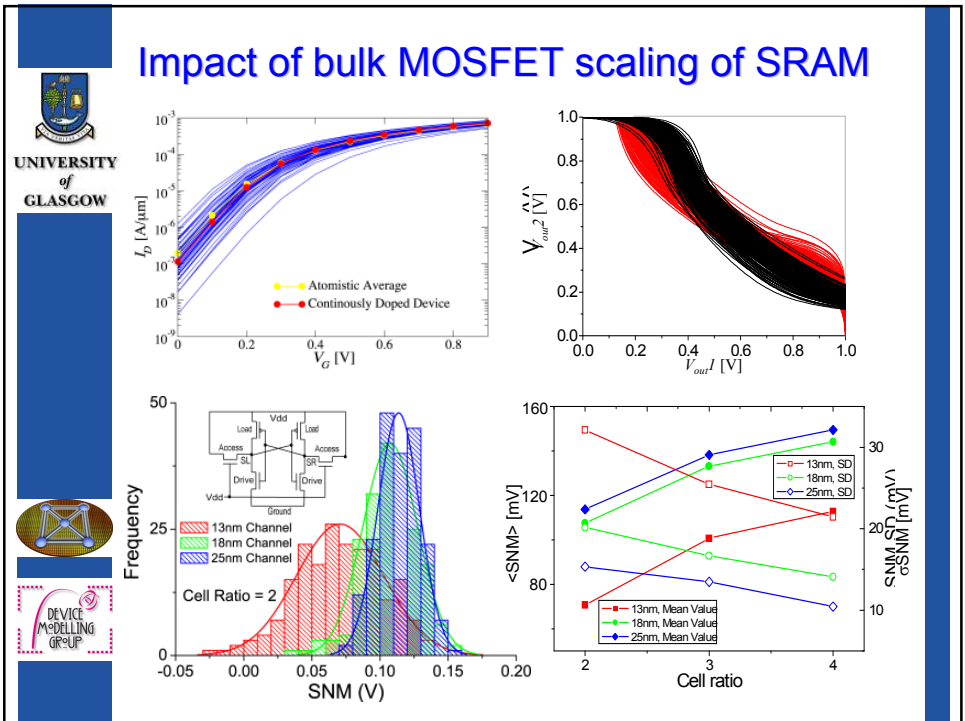 Impact of bulk MOSFET scaling of SRAM
UNIVERSITY
of
GLASGOW
DEVICE
MODELLING
GROUP
10⁻³
10⁻⁴
10⁻⁵
10⁻⁶
10⁻⁷
10⁻⁸
10⁻⁹
I_D [A/μm]
Atomistic Average
Continously Doped Device
0 0.2 0.4 0.6 0.8
V_G [V]
1.0
0.8
0.6
0.4
0.2
0.0
V_out2 [V]
0.0 0.2 0.4 0.6 0.8 1.0
V_out1 [V]
50
25
0
Frequency
Vdd
Load Load
Access Access
SL SR
Drive Drive
Vdd
Ground
13nm Channel
18nm Channel
25nm Channel
Cell Ratio = 2
-0.05 0.00 0.05 0.10 0.15 0.20
SNM (V)
160
120
80
<SNM> [mV]
13nm, SD
18nm, SD
25nm, SD
13nm, Mean Value
18nm, Mean Value
25nm, Mean Value
30
20
10
SNM SD (mV)
σSNM [mV]
2 3 4
Cell ratio